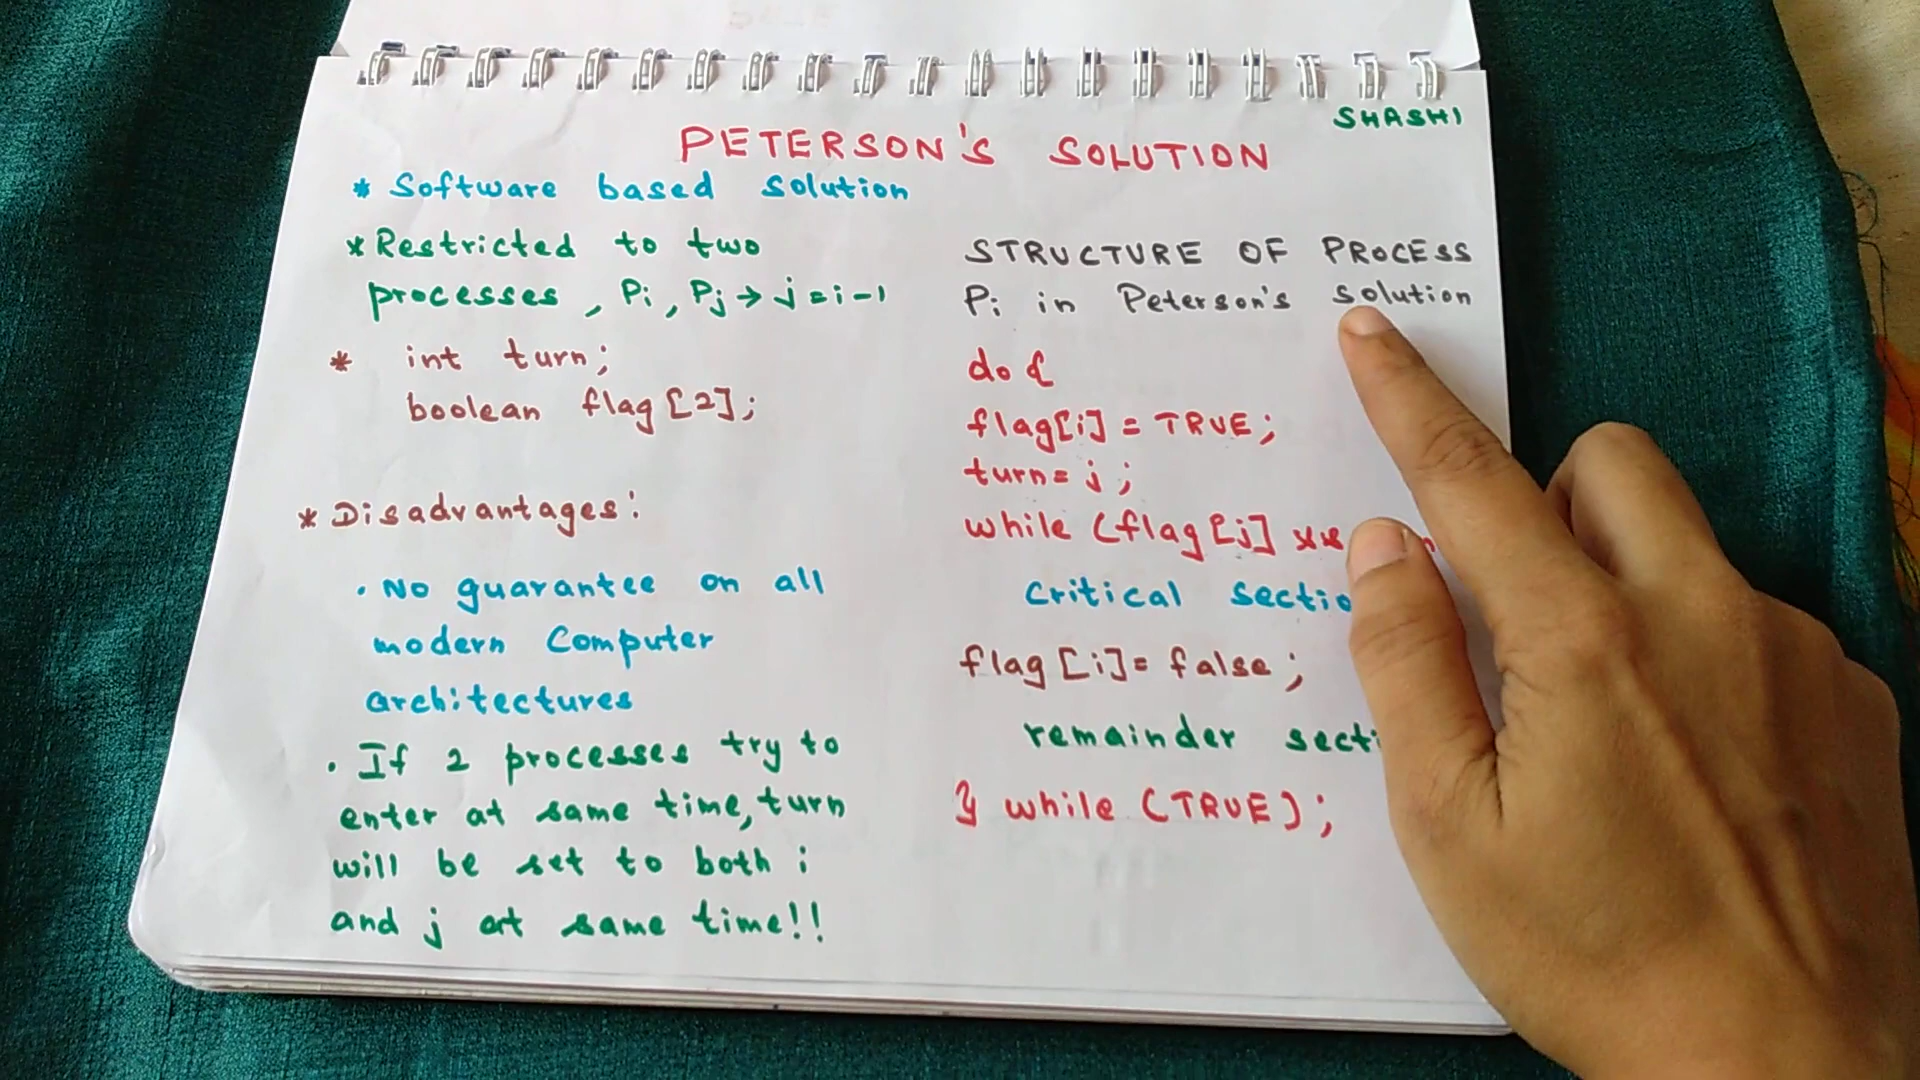 SHASHI
PETERSON'S SOLUTION
* Software based solution
* Restricted to two
processes, Pi, Pj → j = i-1
* int turn;
boolean flag[2];
* Disadvantages:
• No guarantee on all
modern Computer
architectures
• If 2 processes try to
enter at same time, turn
will be set to both i
and j at same time!!
STRUCTURE OF PROCESS
Pi in Peterson's solution
do {
flag[i] = TRUE;
turn = j;
while (flag[j]
Critical
flag[i] = false;
remainder
} while (TRUE);